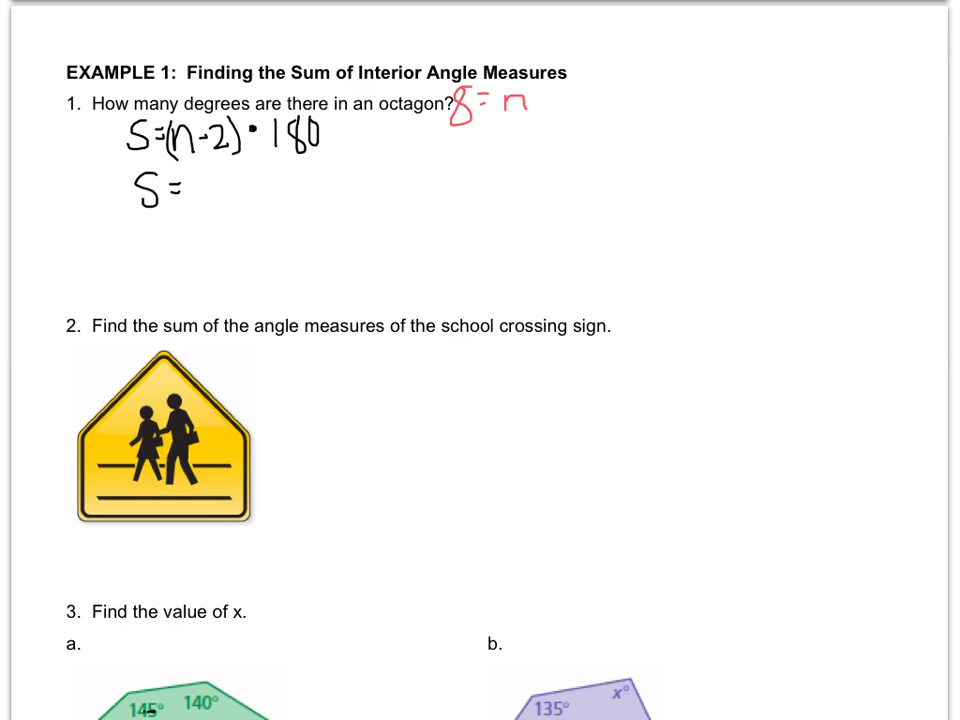 EXAMPLE 1: Finding the Sum of Interior Angle Measures
1. How many degrees are there in an octagon? 8 = n
S=(n-2)•180
S=
2. Find the sum of the angle measures of the school crossing sign.
3. Find the value of x.
a. b.
145° 140° 135° x°